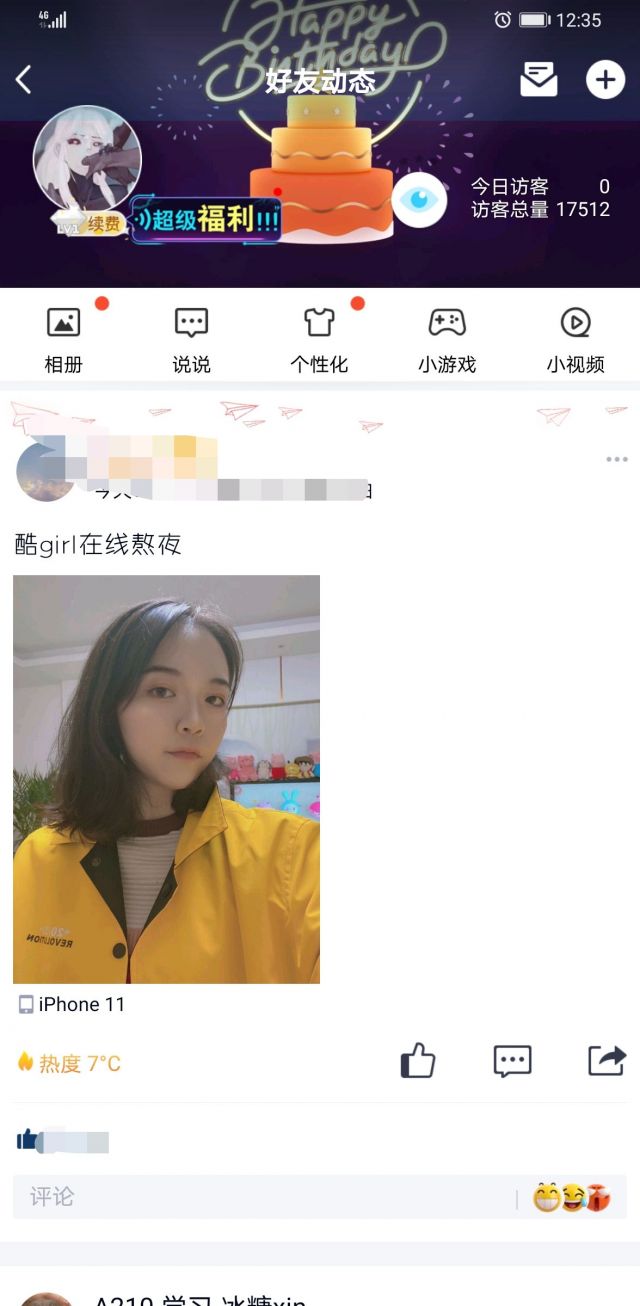 4G
12:35
Happy
Birthday!
好友动态
今日访客 0
访客总量 17512
LV1 续费
超级福利!!!
相册
说说
个性化
小游戏
小视频
今天
酷girl在线熬夜
REVOLUTION
iPhone 11
热度 7°C
评论
A210 学习 冰糖xin